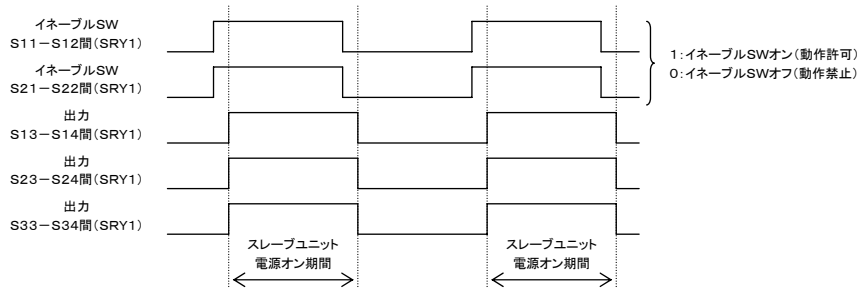 イネーブルSW
S11－S12間(SRY1)
イネーブルSW
S21－S22間(SRY1)
出力
S13－S14間(SRY1)
出力
S23－S24間(SRY1)
出力
S33－S34間(SRY1)
1:イネーブルSWオン(動作許可)
0:イネーブルSWオフ(動作禁止)
スレーブユニット
電源オン期間
スレーブユニット
電源オン期間